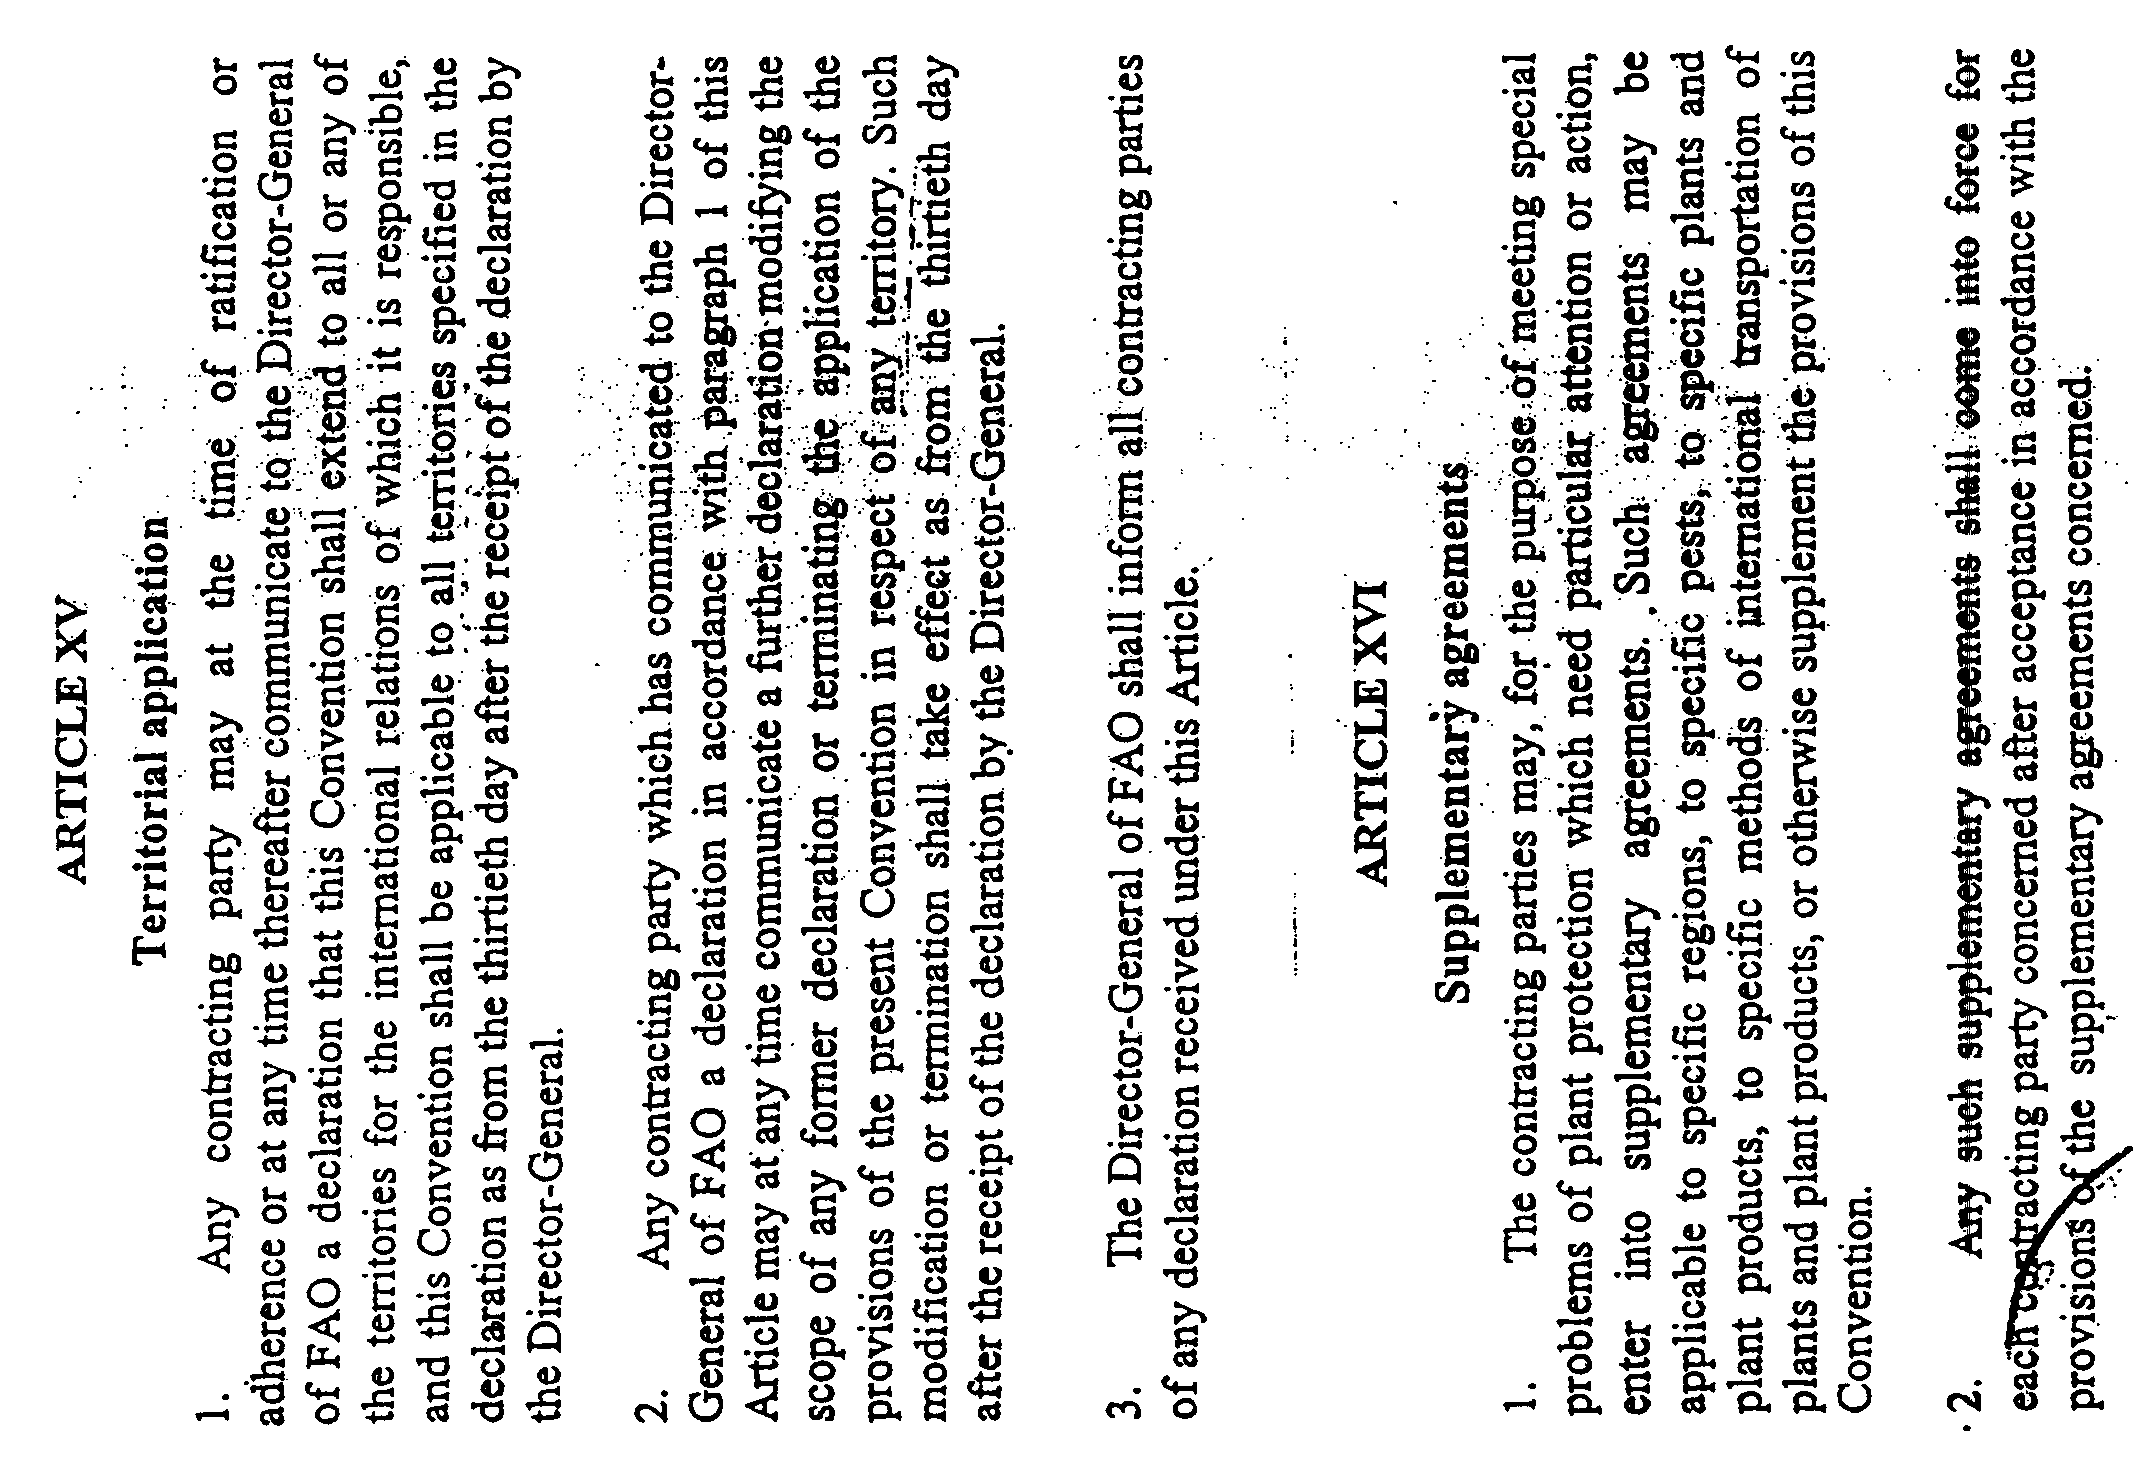 ARTICLE XV
Territorial application
1. Any contracting party may at the time of ratification or
adherence or at any time thereafter communicate to the Director-General
of FAO a declaration that this Convention shall extend to all or any of
the territories for the international relations of which it is responsible,
and this Convention shall be applicable to all territories specified in the
declaration as from the thirtieth day after the receipt of the declaration by
the Director-General.
2. Any contracting party which has communicated to the Director-
General of FAO a declaration in accordance with paragraph 1 of this
Article may at any time communicate a further declaration modifying the
scope of any former declaration or terminating the application of the
provisions of the present Convention in respect of any territory. Such
modification or termination shall take effect as from the thirtieth day
after the receipt of the declaration by the Director-General.
3. The Director-General of FAO shall inform all contracting parties
of any declaration received under this Article.
ARTICLE XVI
Supplementary agreements
1. The contracting parties may, for the purpose of meeting special
problems of plant protection which need particular attention or action,
enter into supplementary agreements. Such agreements may be
applicable to specific regions, to specific pests, to specific plants and
plant products, to specific methods of international transportation of
plants and plant products, or otherwise supplement the provisions of this
Convention.
2. Any such supplementary agreements shall come into force for
each contracting party concerned after acceptance in accordance with the
provisions of the supplementary agreements concerned.